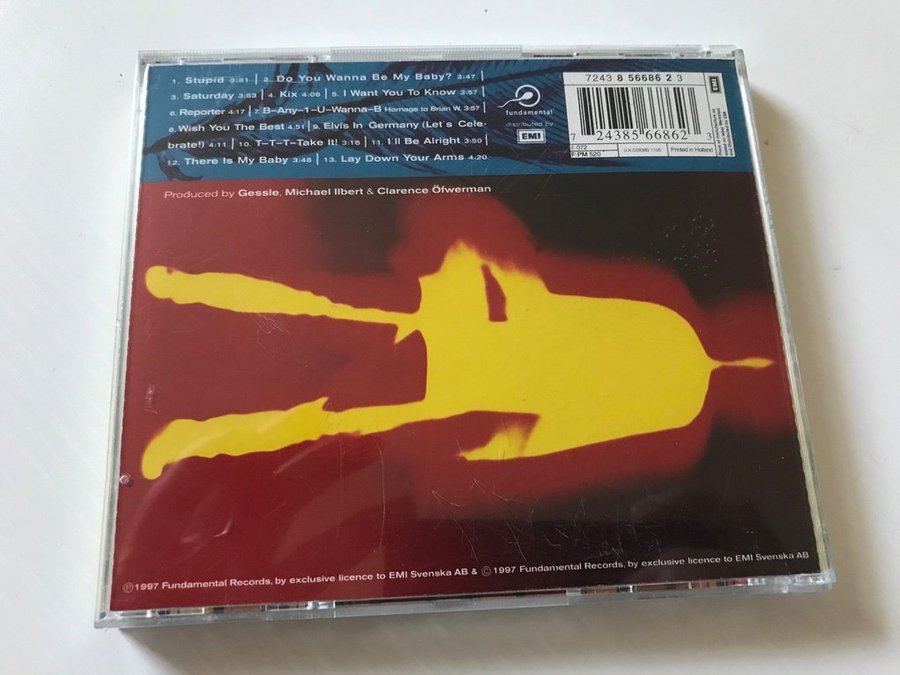 1. Stupid 3:31 | 2. Do You Wanna Be My Baby? 3:47 |
3. Saturday 3:53 | 4. Kix 4:06 | 5. I Want You To Know 3:57 |
6. Reporter 4:17 | 7. B-Any-1-U-Wanna-B Homage to Brian W. 3:57 |
8. Wish You The Best 4:51 | 9. Elvis In Germany (Let's Cele-
brate!) 4:11 | 10. T-T-T-Take It! 3:16 | 11. I'll Be Alright 3:50 |
12. There Is My Baby 3:48 | 13. Lay Down Your Arms 4:20
fundamental
distributed by
EMI
7243 8 56686 2 3
7 24385 66862 3
: 072
F:PM 520
Printed in Holland
EMI
Produced by Gessle, Michael Ilbert & Clarence Öfwerman
Ⓟ1997 Fundamental Records, by exclusive licence to EMI Svenska AB & ©1997 Fundamental Records, by exclusive licence to EMI Svenska AB